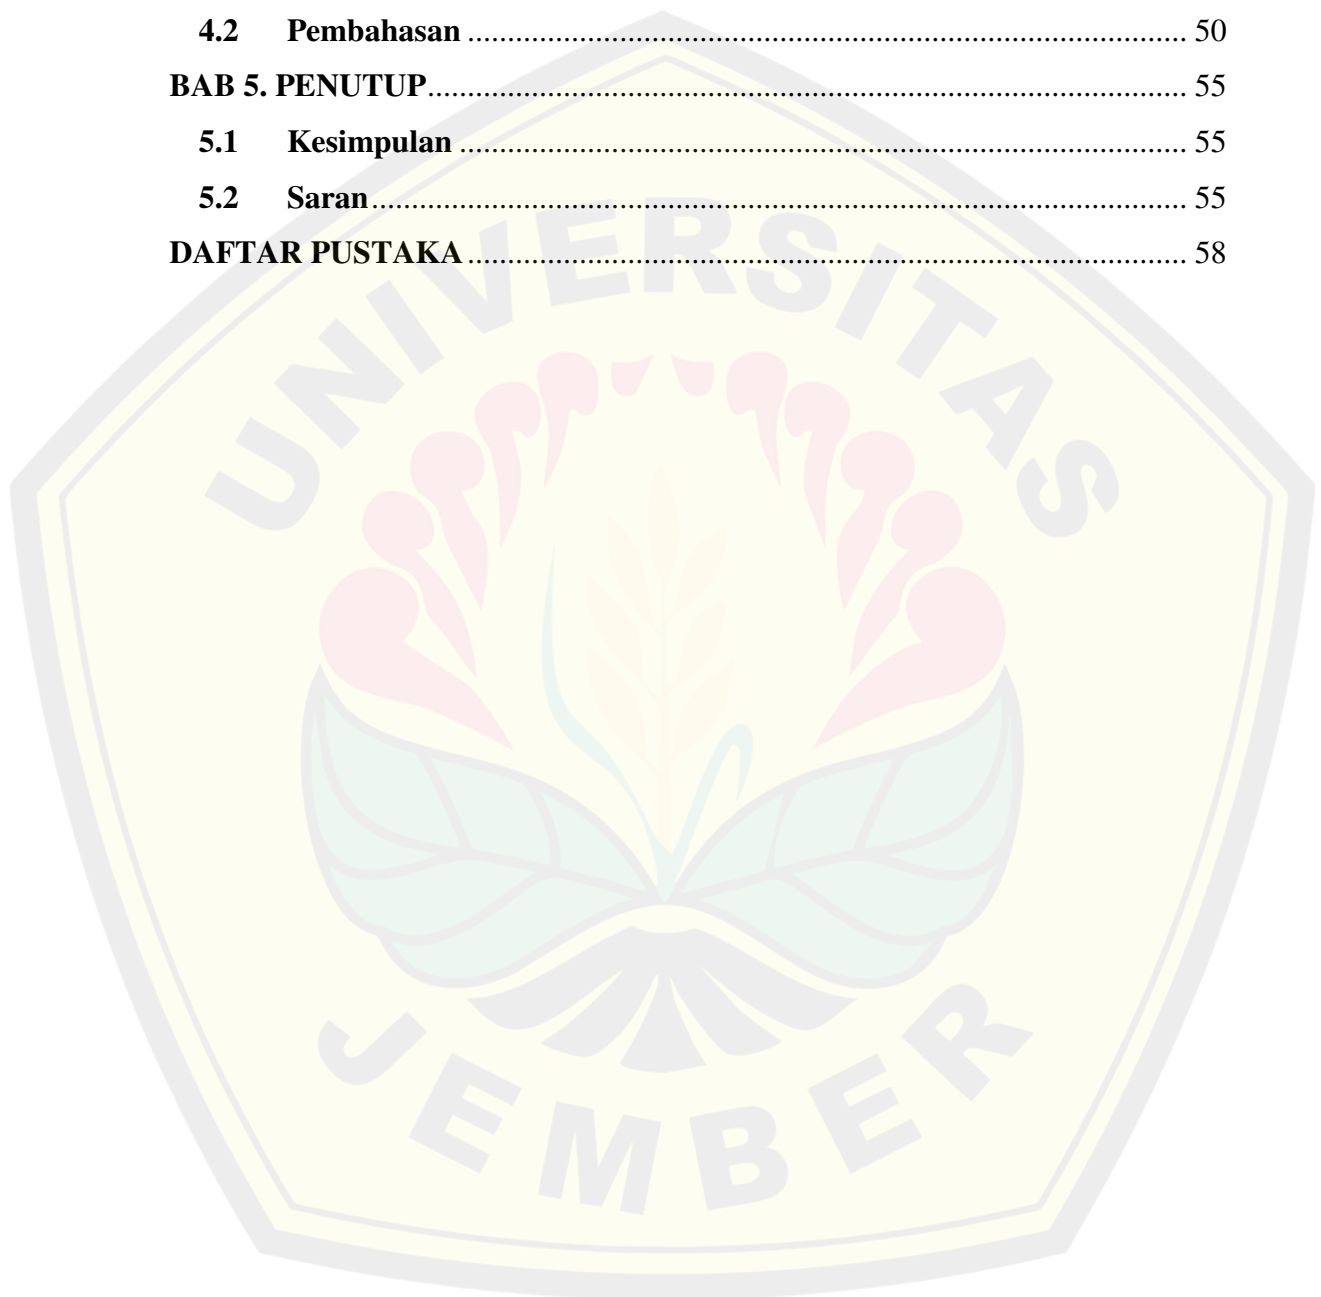 4.2 Pembahasan .......................................................................... 50
BAB 5. PENUTUP.............................................................................. 55
5.1 Kesimpulan .......................................................................... 55
5.2 Saran.................................................................................... 55
DAFTAR PUSTAKA .......................................................................... 58
UNIVERSITAS
JEMBER